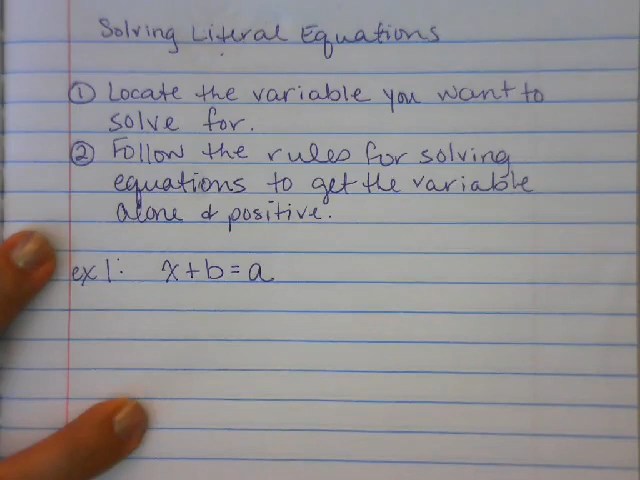 Solving Literal Equations
① Locate the variable you want to
solve for.
② Follow the rules for solving
equations to get the variable
alone & positive.
ex 1: x+b=a